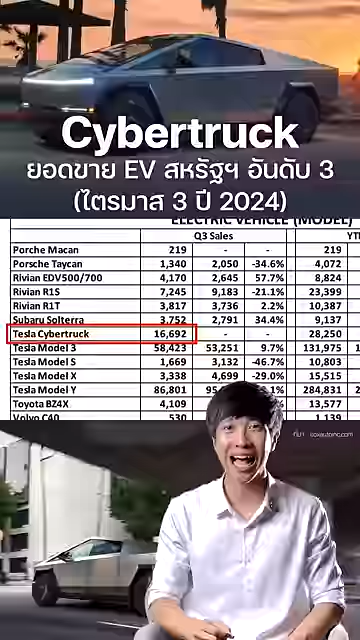 Cybertruck
ยอดขาย EV สหรัฐฯ อันดับ 3
(ไตรมาส 3 ปี 2024)
ELECTRIC VEHICLE (MODEL)
Q3 Sales YT
Porche Macan 219 - - 219
Porsche Taycan 1,340 2,050 -34.6% 4,072
Rivian EDV500/700 4,170 2,645 57.7% 8,824
Rivian R1S 7,245 9,183 -21.1% 23,399
Rivian R1T 3,817 3,736 2.2% 10,387
Subaru Solterra 3,752 2,791 34.4% 9,137
Tesla Cybertruck 16,692 - - 28,250
Tesla Model 3 58,423 53,251 9.7% 131,975
Tesla Model S 1,669 3,132 -46.7% 10,803
Tesla Model X 3,338 4,699 -29.0% 15,515
Tesla Model Y 86,801 284,831
Toyota BZ4X 4,109 13,577
Volvo C40 530 1,139
ที่มา : coxautoinc.com